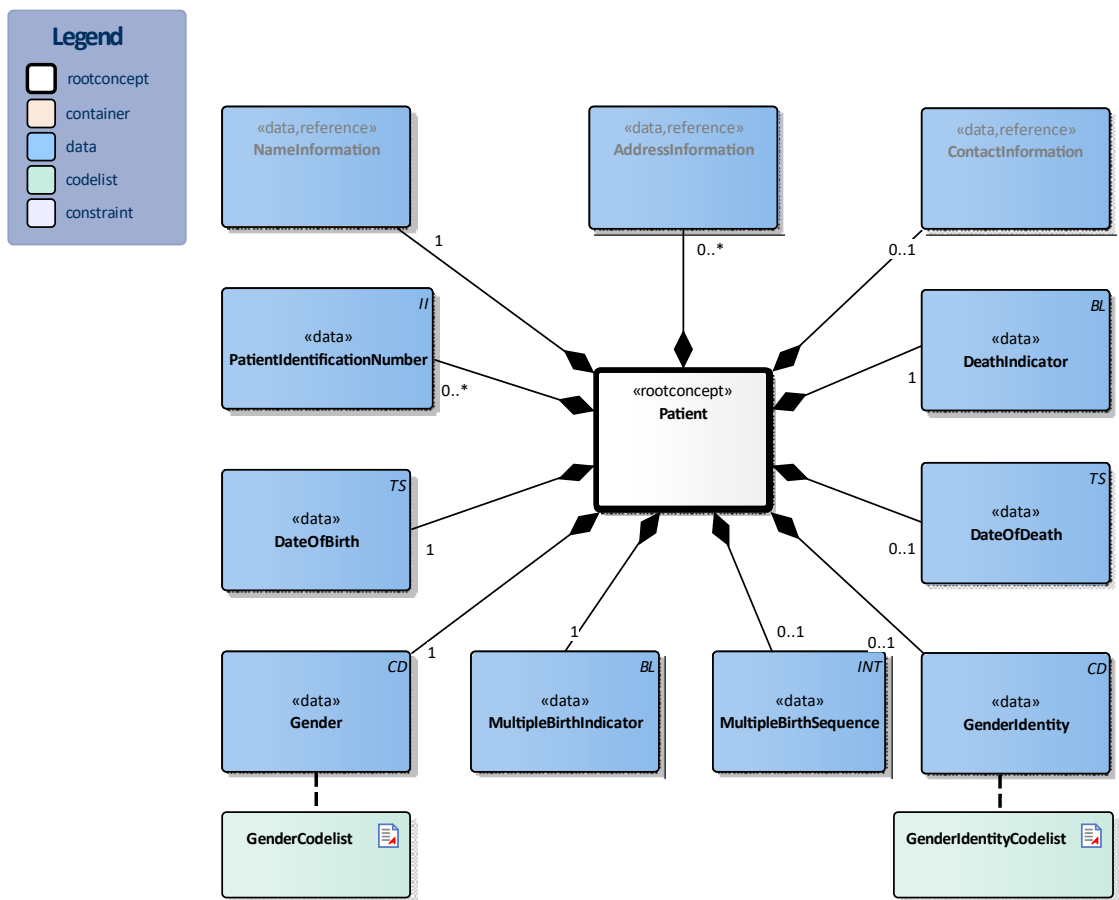 Legend
rootconcept
container
data
codelist
constraint
«data,reference»
NameInformation
«data,reference»
AddressInformation
«data,reference»
ContactInformation
1
0..*
0..1
II
«data»
PatientIdentificationNumber
0..*
«rootconcept»
Patient
BL
«data»
DeathIndicator
1
TS
«data»
DateOfBirth
1
TS
«data»
DateOfDeath
0..1
1
1
0..1
0..1
CD
«data»
Gender
BL
«data»
MultipleBirthIndicator
INT
«data»
MultipleBirthSequence
CD
«data»
GenderIdentity
GenderCodelist
GenderIdentityCodelist